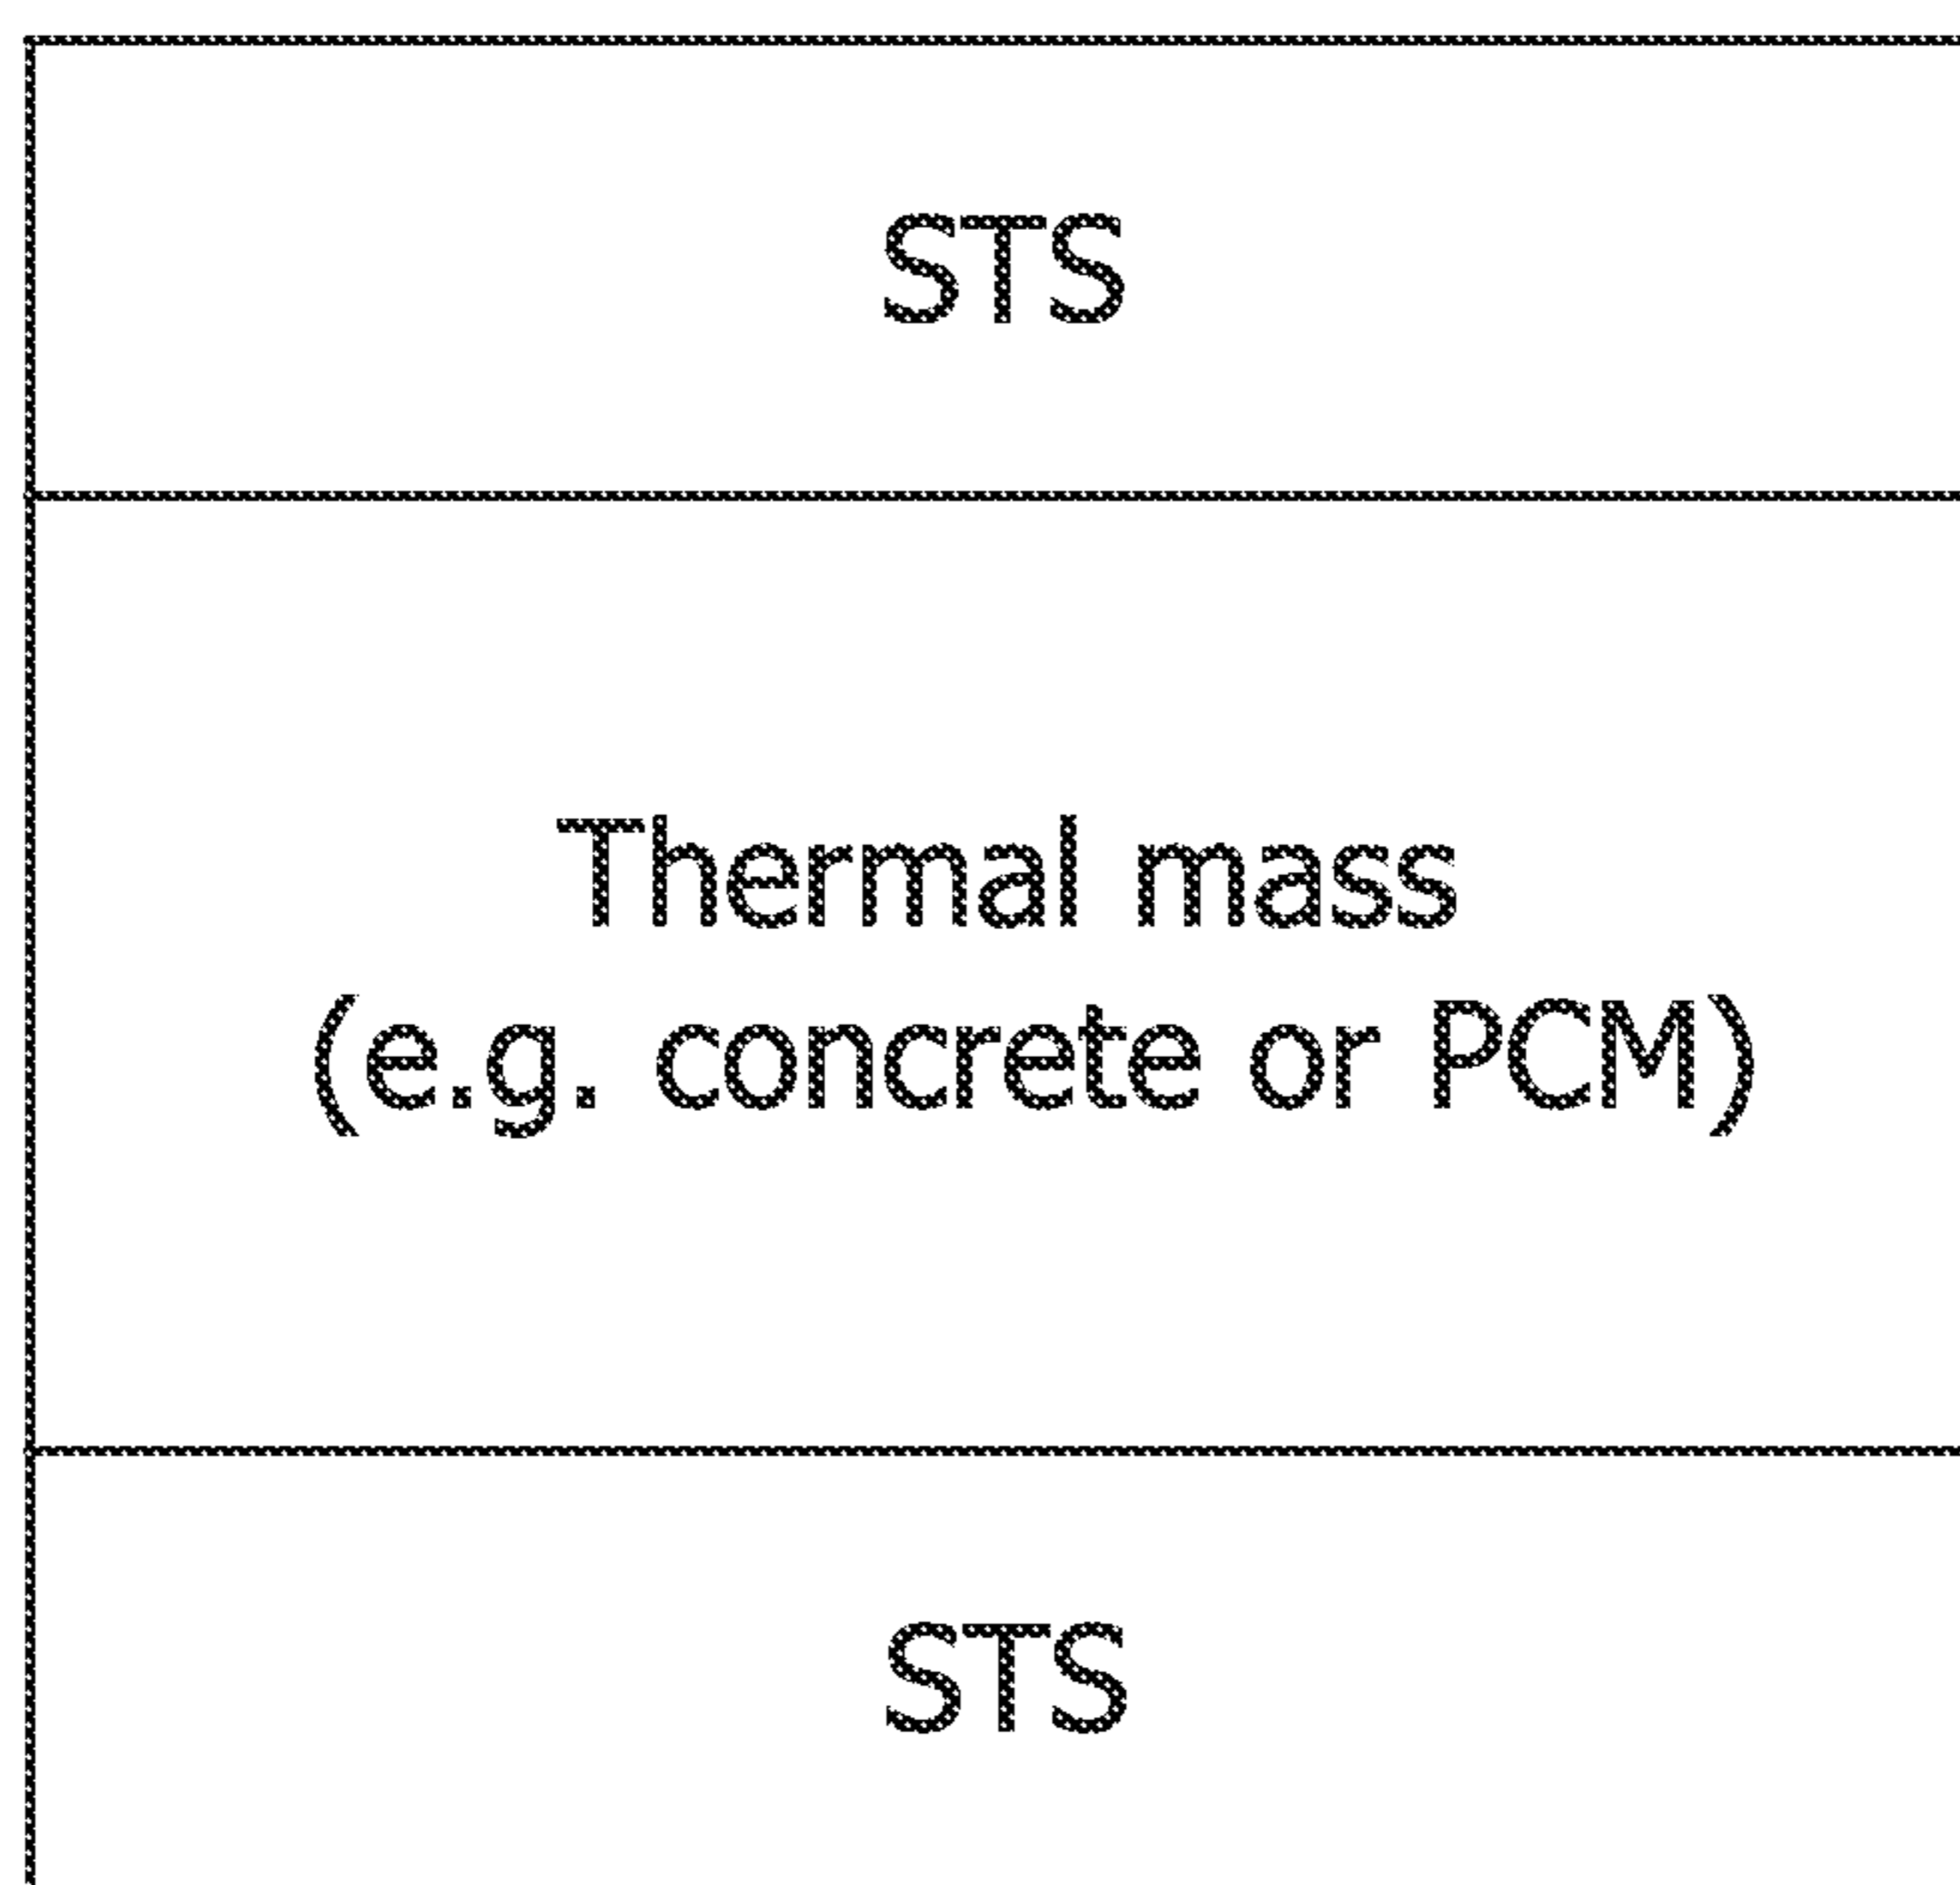 STS
Thermal mass
(e.g. concrete or PCM)
STS